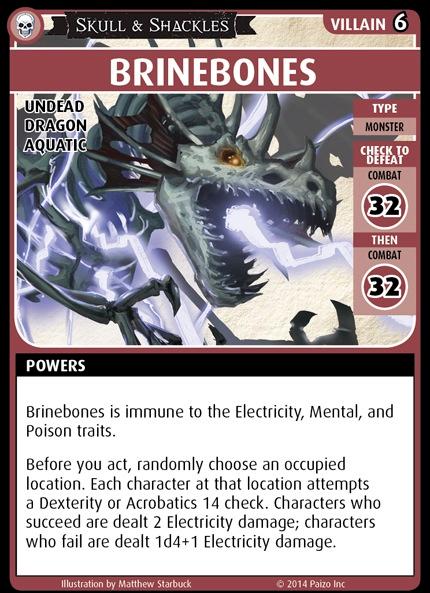 SKULL & SHACKLES
VILLAIN 6
BRINEBONES
UNDEAD
DRAGON
AQUATIC
TYPE
MONSTER
CHECK TO
DEFEAT
COMBAT
32
THEN
COMBAT
32
POWERS
Brinebones is immune to the Electricity, Mental, and
Poison traits.
Before you act, randomly choose an occupied
location. Each character at that location attempts
a Dexterity or Acrobatics 14 check. Characters who
succeed are dealt 2 Electricity damage; characters
who fail are dealt 1d4+1 Electricity damage.
Illustration by Matthew Starbuck
© 2014 Paizo Inc